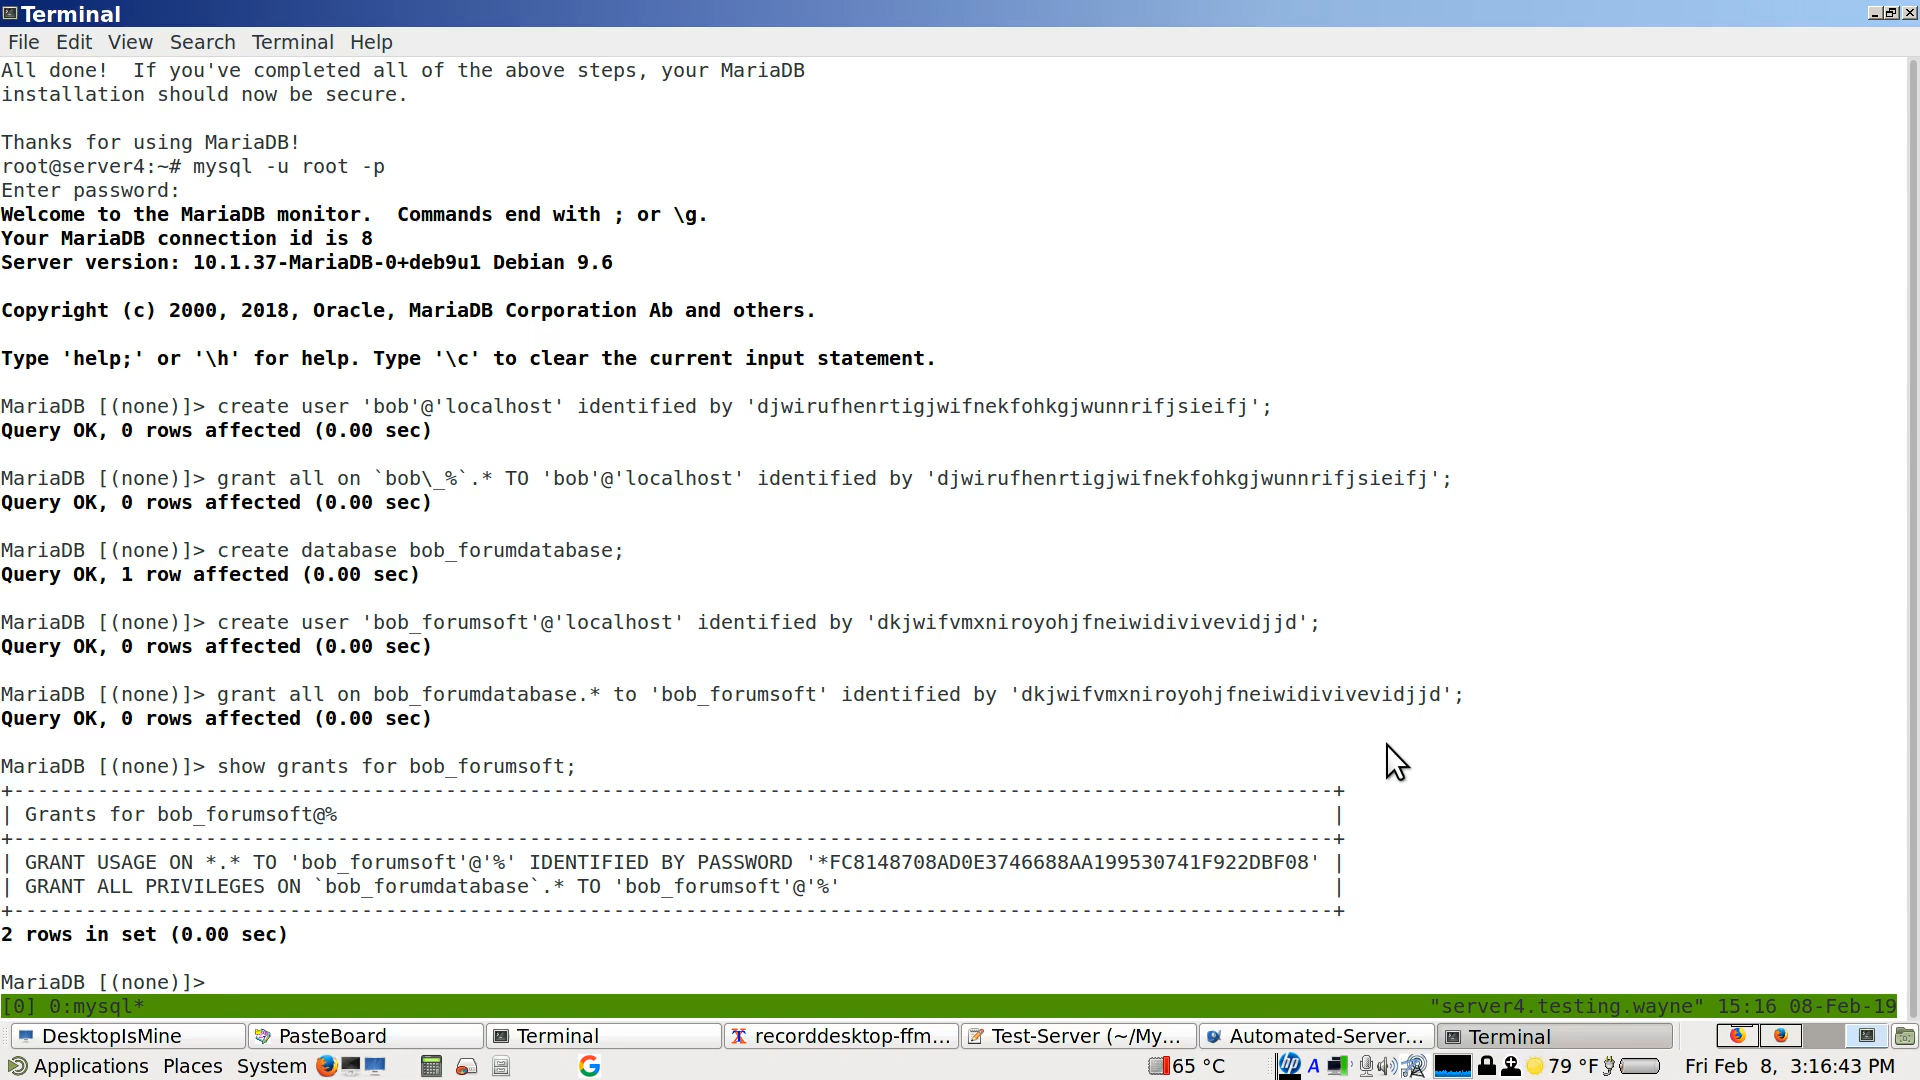 Terminal
File Edit View Search Terminal Help
All done!  If you've completed all of the above steps, your MariaDB
installation should now be secure.
Thanks for using MariaDB!
root@server4:~# mysql -u root -p
Enter password:
Welcome to the MariaDB monitor.  Commands end with ; or \g.
Your MariaDB connection id is 8
Server version: 10.1.37-MariaDB-0+deb9u1 Debian 9.6
Copyright (c) 2000, 2018, Oracle, MariaDB Corporation Ab and others.
Type 'help;' or '\h' for help. Type '\c' to clear the current input statement.
MariaDB [(none)]> create user 'bob'@'localhost' identified by 'djwirufhenrtigjwifnekfohkgjwunnrifjsieifj';
Query OK, 0 rows affected (0.00 sec)
MariaDB [(none)]> grant all on `bob\_%`.* TO 'bob'@'localhost' identified by 'djwirufhenrtigjwifnekfohkgjwunnrifjsieifj';
Query OK, 0 rows affected (0.00 sec)
MariaDB [(none)]> create database bob_forumdatabase;
Query OK, 1 row affected (0.00 sec)
MariaDB [(none)]> create user 'bob_forumsoft'@'localhost' identified by 'dkjwifvmxniroyohjfneiwidivivevidjjd';
Query OK, 0 rows affected (0.00 sec)
MariaDB [(none)]> grant all on bob_forumdatabase.* to 'bob_forumsoft' identified by 'dkjwifvmxniroyohjfneiwidivivevidjjd';
Query OK, 0 rows affected (0.00 sec)
MariaDB [(none)]> show grants for bob_forumsoft;
+--------------------------------------------------------------------------------------------------------------+
| Grants for bob_forumsoft@%                                                                                   |
+--------------------------------------------------------------------------------------------------------------+
| GRANT USAGE ON *.* TO 'bob_forumsoft'@'%' IDENTIFIED BY PASSWORD '*FC8148708AD0E3746688AA199530741F922DBF08' |
| GRANT ALL PRIVILEGES ON `bob_forumdatabase`.* TO 'bob_forumsoft'@'%'                                         |
+--------------------------------------------------------------------------------------------------------------+
2 rows in set (0.00 sec)
MariaDB [(none)]>
[0] 0:mysql* "server4.testing.wayne" 15:16 08-Feb-19
DesktopIsMine PasteBoard Terminal recorddesktop-ffm... Test-Server (~/My... Automated-Server... Terminal
Applications Places System 65 °C A 79 °F Fri Feb  8,  3:16:43 PM